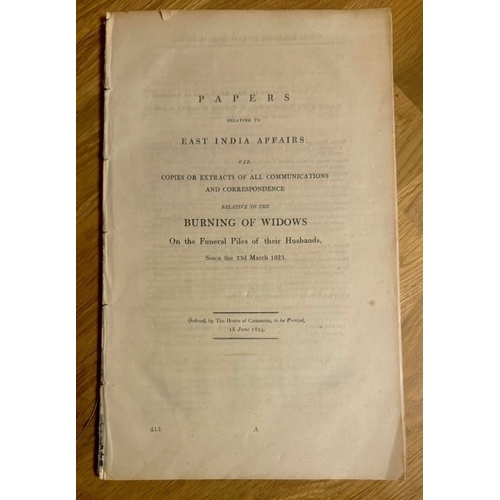 PAPERS
RELATING TO
EAST INDIA AFFAIRS:
VIZ.
COPIES OR EXTRACTS OF ALL COMMUNICATIONS
AND CORRESPONDENCE
RELATIVE TO THE
BURNING OF WIDOWS
On the Funeral Piles of their Husbands,
Since the 23d March 1823.
Ordered, by The House of Commons, to be Printed,
18 June 1824.
415. A